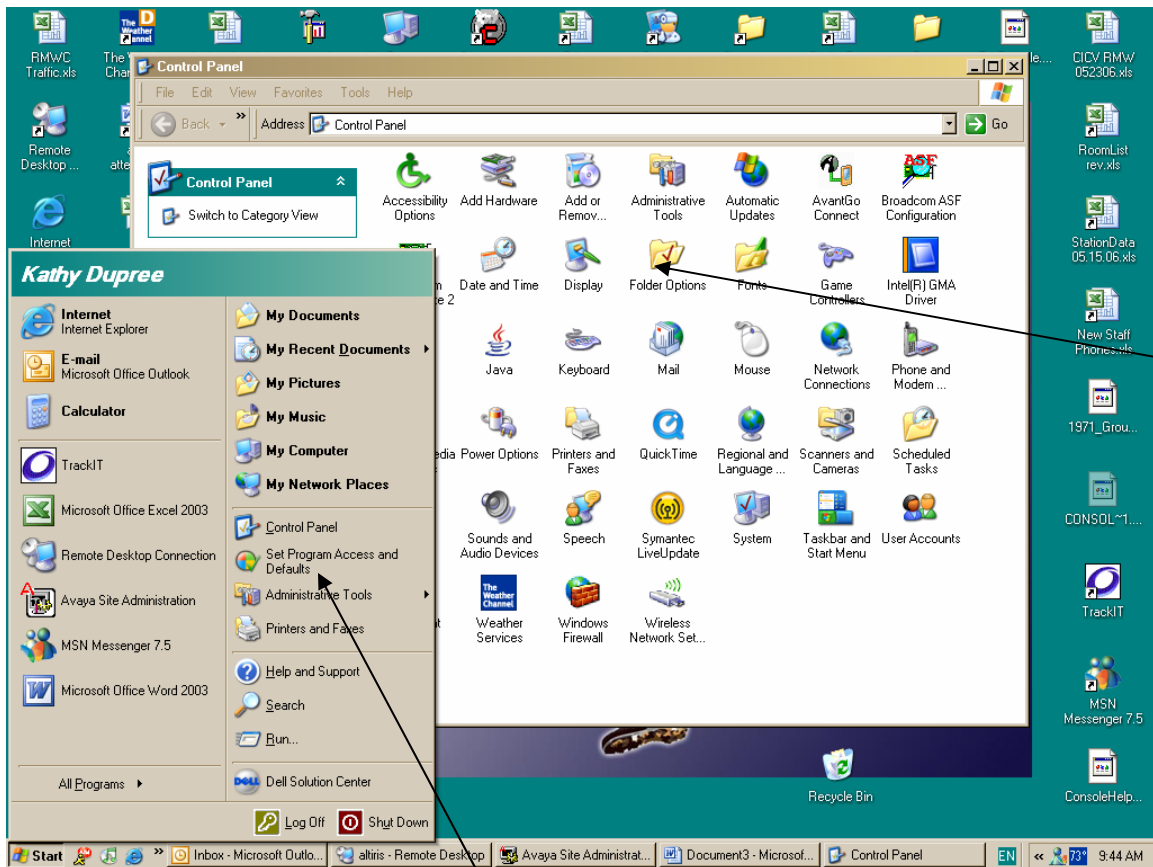 The Weather Channel
RMWC
Traffic.xls
The
Chan
le....
CICV RMW
052306.xls
Remote
Desktop ...
atte
RoomList
rev.xls
Internet
StationData
05.15.06.xls
New Staff
Phones.xls
1971_Grou...
CONSOL~1....
TrackIT
MSN
Messenger 7.5
ConsoleHelp...
Recycle Bin
Control Panel
File Edit View Favorites Tools Help
Back » Address Control Panel Go
Control Panel
Switch to Category View
Accessibility
Options
Add Hardware
Add or
Remov...
Administrative
Tools
Automatic
Updates
AvantGo
Connect
ASF
Broadcom ASF
Configuration
Date and Time
Display
Folder Options
Fonts
Game
Controllers
Intel(R) GMA
Driver
Java
Keyboard
Mail
Mouse
Network
Connections
Phone and
Modem ...
edia
Power Options
Printers and
Faxes
QuickTime
Regional and
Language ...
Scanners and
Cameras
Scheduled
Tasks
Sounds and
Audio Devices
Speech
Symantec
LiveUpdate
System
Taskbar and
Start Menu
User Accounts
The Weather Channel
Weather
Services
Windows
Firewall
Wireless
Network Set...
Kathy Dupree
Internet
Internet Explorer
E-mail
Microsoft Office Outlook
Calculator
TrackIT
Microsoft Office Excel 2003
Remote Desktop Connection
Avaya Site Administration
MSN Messenger 7.5
Microsoft Office Word 2003
All Programs
My Documents
My Recent Documents
My Pictures
My Music
My Computer
My Network Places
Control Panel
Set Program Access and
Defaults
Administrative Tools
Printers and Faxes
Help and Support
Search
Run...
DELL Dell Solution Center
Log Off Shut Down
Start » Inbox - Microsoft Outlo... altiris - Remote Desktop Avaya Site Administrat... Document3 - Microsof... Control Panel EN « 73° 9:44 AM